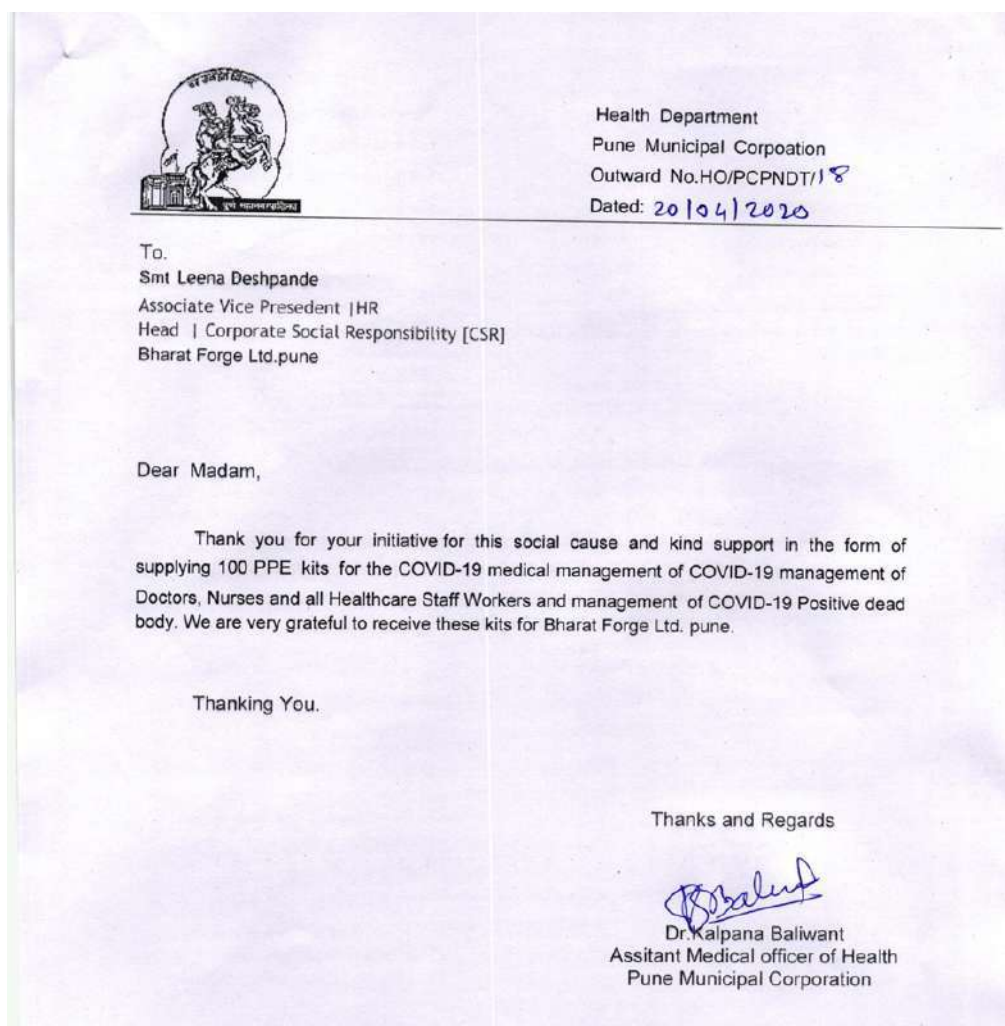 पुणे महानगरपालिका
Health Department
Pune Municipal Corpoation
Outward No.HO/PCPNDT/18
Dated: 20/04/2020
To.
Smt Leena Deshpande
Associate Vice Presedent |HR
Head | Corporate Social Responsibility [CSR]
Bharat Forge Ltd.pune
Dear Madam,
Thank you for your initiative for this social cause and kind support in the form of
supplying 100 PPE kits for the COVID-19 medical management of COVID-19 management of
Doctors, Nurses and all Healthcare Staff Workers and management of COVID-19 Positive dead
body. We are very grateful to receive these kits for Bharat Forge Ltd. pune.
Thanking You.
Thanks and Regards
Dr.Kalpana Baliwant
Assitant Medical officer of Health
Pune Municipal Corporation